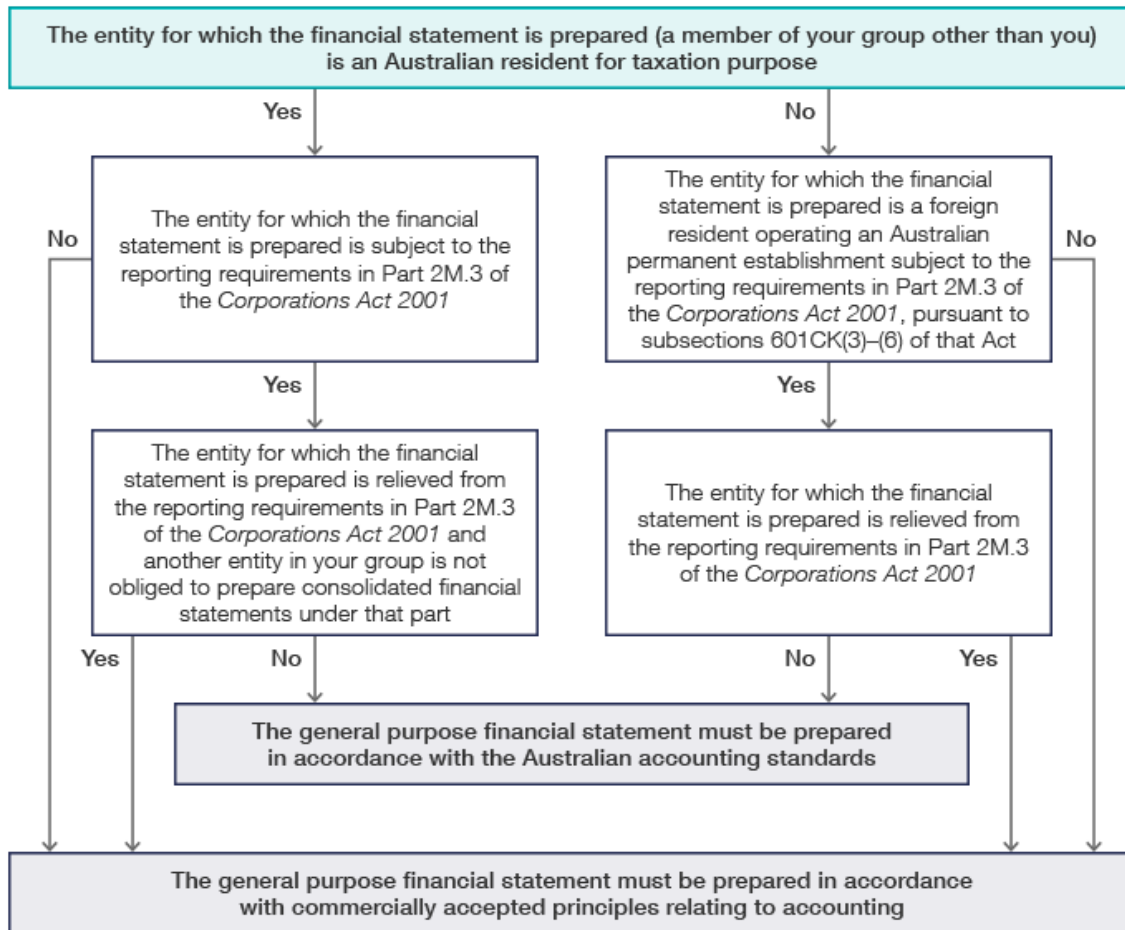 The entity for which the financial statement is prepared (a member of your group other than you)
is an Australian resident for taxation purpose
Yes
No
The entity for which the financial
statement is prepared is subject to the
reporting requirements in Part 2M.3 of
the Corporations Act 2001
No
The entity for which the financial
statement is prepared is a foreign
resident operating an Australian
permanent establishment subject to the
reporting requirements in Part 2M.3 of
the Corporations Act 2001, pursuant to
subsections 601CK(3)–(6) of that Act
No
Yes
Yes
The entity for which the financial
statement is prepared is relieved from
the reporting requirements in Part 2M.3
of the Corporations Act 2001 and
another entity in your group is not
obliged to prepare consolidated financial
statements under that part
The entity for which the financial
statement is prepared is relieved from
the reporting requirements in Part 2M.3
of the Corporations Act 2001
Yes
No
No
Yes
The general purpose financial statement must be prepared
in accordance with the Australian accounting standards
The general purpose financial statement must be prepared in accordance
with commercially accepted principles relating to accounting